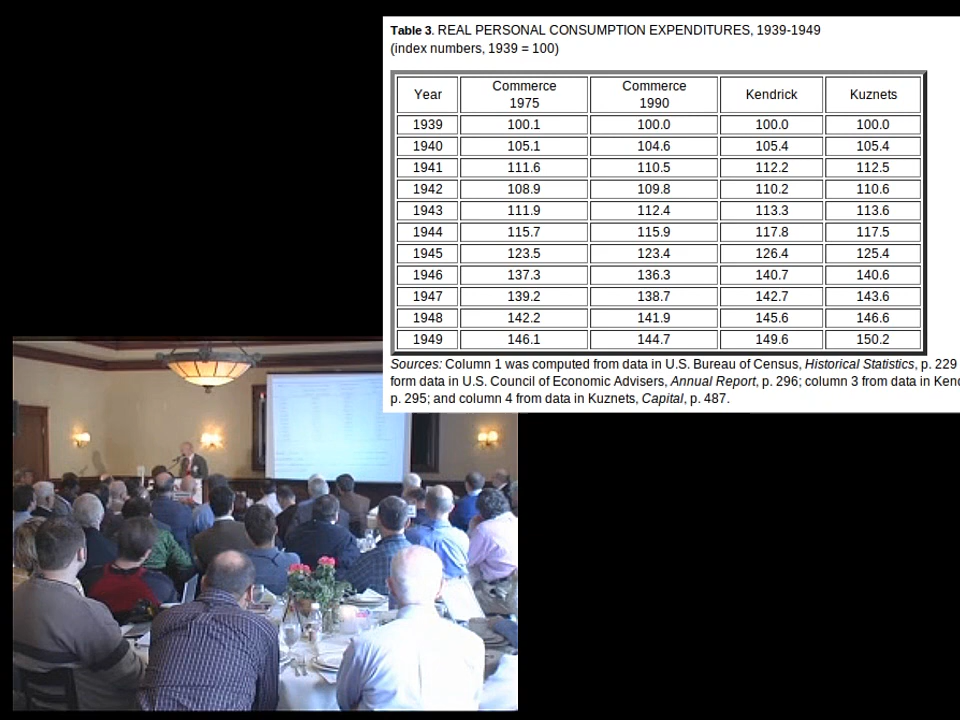 Table 3. REAL PERSONAL CONSUMPTION EXPENDITURES, 1939-1949
(index numbers, 1939 = 100)
Year Commerce 1975 Commerce 1990 Kendrick Kuznets
1939 100.1 100.0 100.0 100.0
1940 105.1 104.6 105.4 105.4
1941 111.6 110.5 112.2 112.5
1942 108.9 109.8 110.2 110.6
1943 111.9 112.4 113.3 113.6
1944 115.7 115.9 117.8 117.5
1945 123.5 123.4 126.4 125.4
1946 137.3 136.3 140.7 140.6
1947 139.2 138.7 142.7 143.6
1948 142.2 141.9 145.6 146.6
1949 146.1 144.7 149.6 150.2
Sources: Column 1 was computed from data in U.S. Bureau of Census, Historical Statistics, p. 229
form data in U.S. Council of Economic Advisers, Annual Report, p. 296; column 3 from data in Kend
p. 295; and column 4 from data in Kuznets, Capital, p. 487.